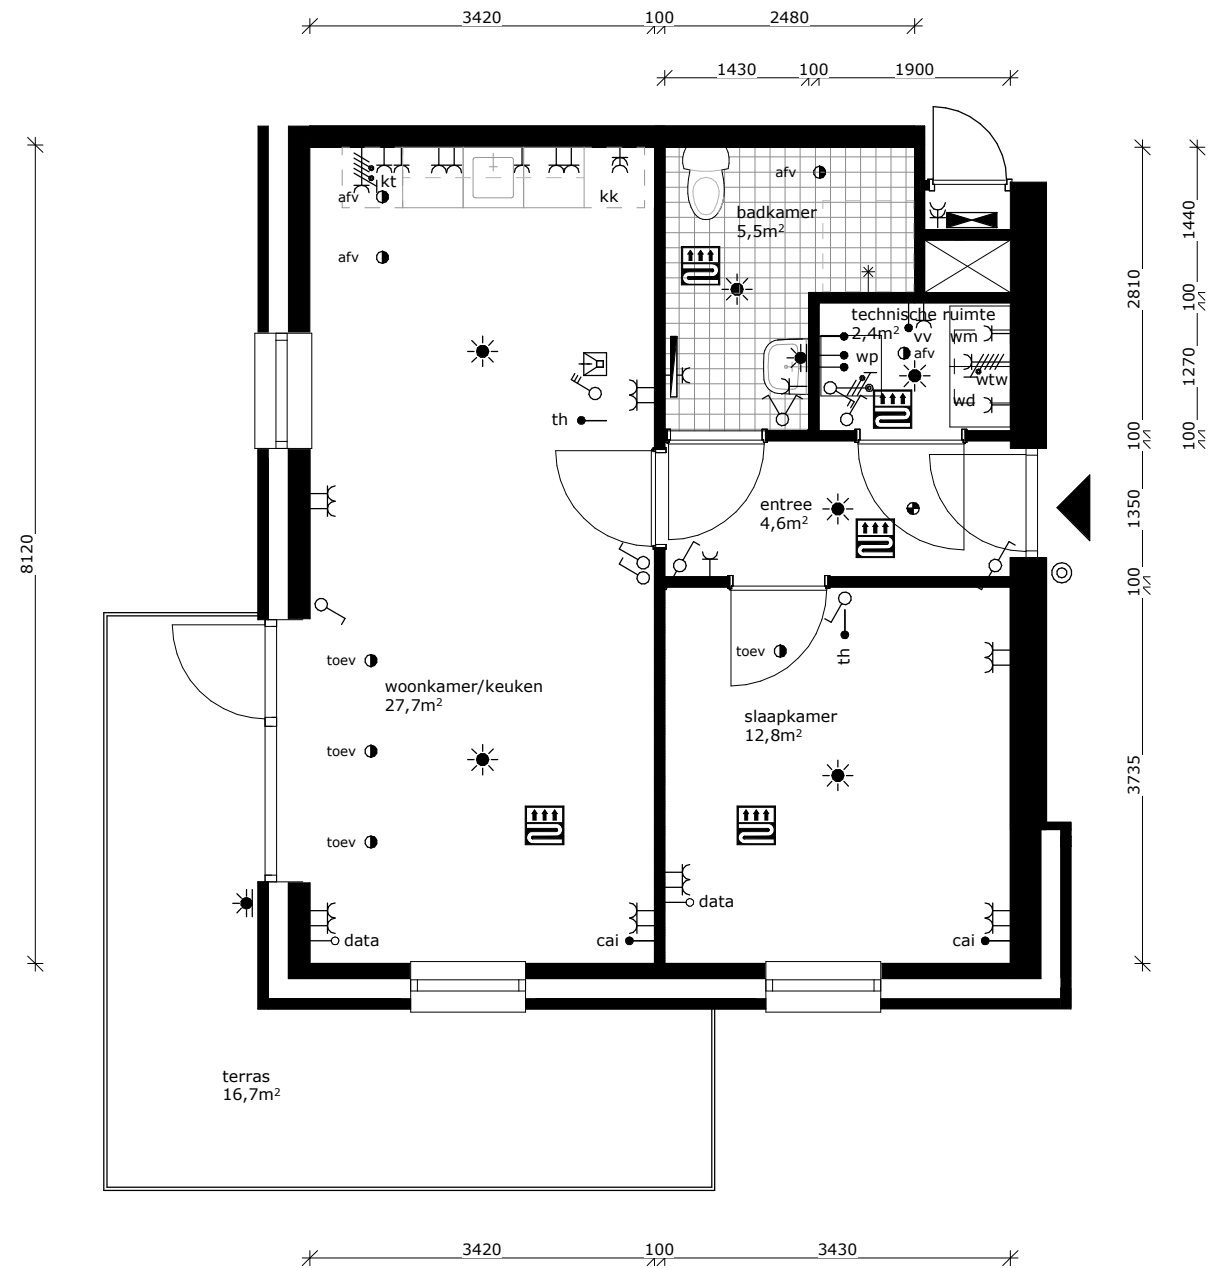 3420 100 2480
1430 100 1900
kt
kk
afv
afv
afv
badkamer
5,5m²
technische ruimte
2,4m²
vv wm
wp
afv
wtw
wd
th
entree
4,6m²
toev
th
toev
woonkamer/keuken
27,7m²
slaapkamer
12,8m²
toev
toev
data
data
cai
cai
terras
16,7m²
8120
2810
100
1350
100
3735
1440
100
1270
100
3420 100 3430